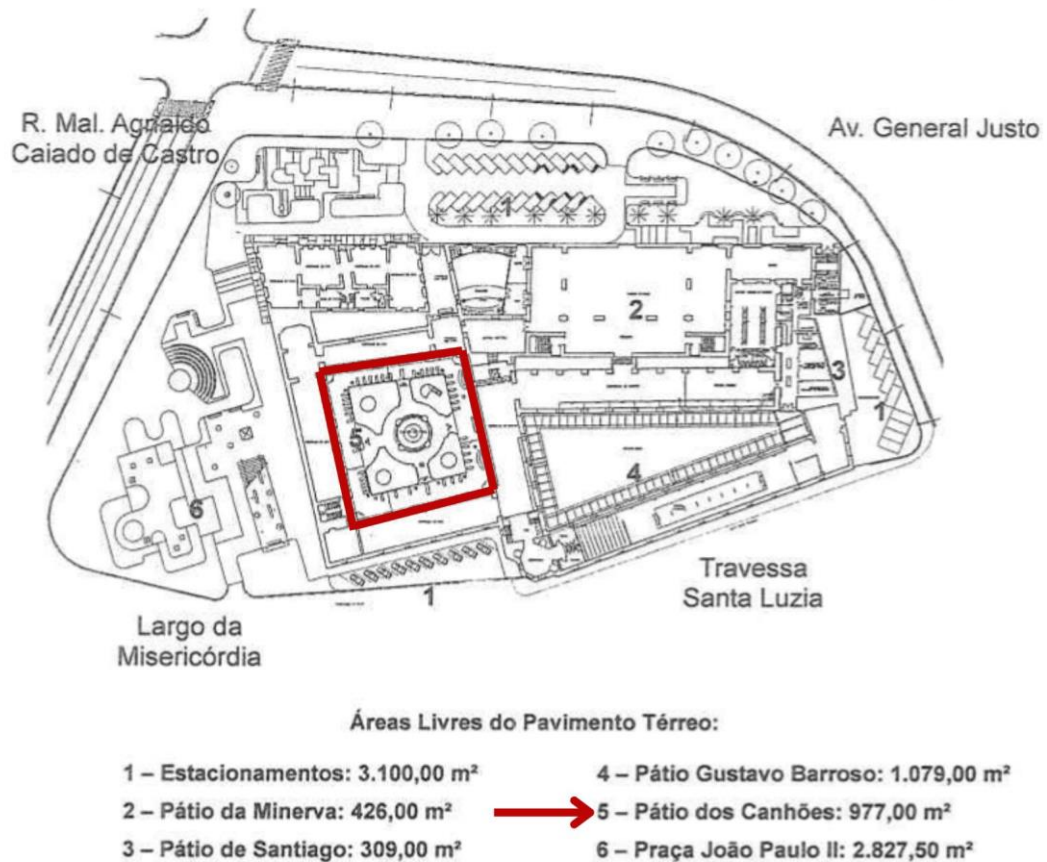 R. Mal. Agnaldo
Caiado de Castro
Av. General Justo
1
2
3
1
5
4
6
1
Travessa
Santa Luzia
Largo da
Misericórdia
Áreas Livres do Pavimento Térreo:
1 – Estacionamentos: 3.100,00 m²
4 – Pátio Gustavo Barroso: 1.079,00 m²
2 – Pátio da Minerva: 426,00 m²
5 – Pátio dos Canhões: 977,00 m²
3 – Pátio de Santiago: 309,00 m²
6 – Praça João Paulo II: 2.827,50 m²